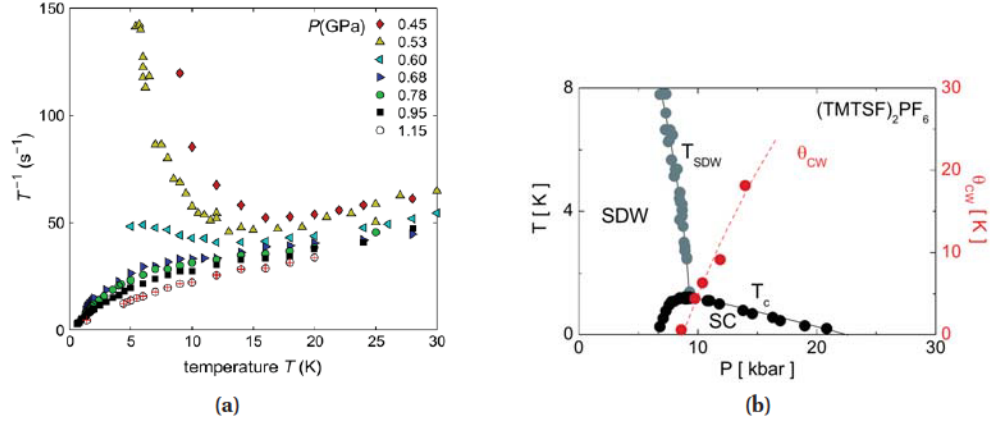 P(GPa)
0.45
0.53
0.60
0.68
0.78
0.95
1.15
150
100
50
0
T⁻¹ (s⁻¹)
0 5 10 15 20 25 30
temperature T (K)
(a)
(TMTSF)₂PF₆
T_SDW
θ_CW
SDW
T_c
SC
8
4
0
T [ K ]
30
20
10
0
θ_CW [ K ]
0 10 20 30
P [ kbar ]
(b)